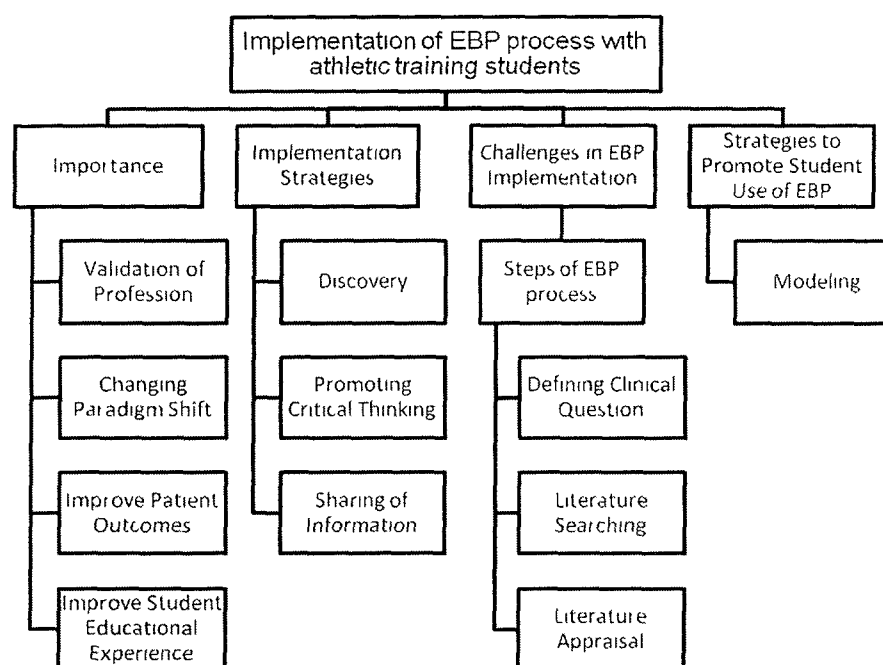 Implementation of EBP process with
athletic training students
Importance
Implementation
Strategies
Challenges in EBP
Implementation
Strategies to
Promote Student
Use of EBP
Validation of
Profession
Changing
Paradigm Shift
Improve Patient
Outcomes
Improve Student
Educational
Experience
Discovery
Promoting
Critical Thinking
Sharing of
Information
Steps of EBP
process
Defining Clinical
Question
Literature
Searching
Literature
Appraisal
Modeling